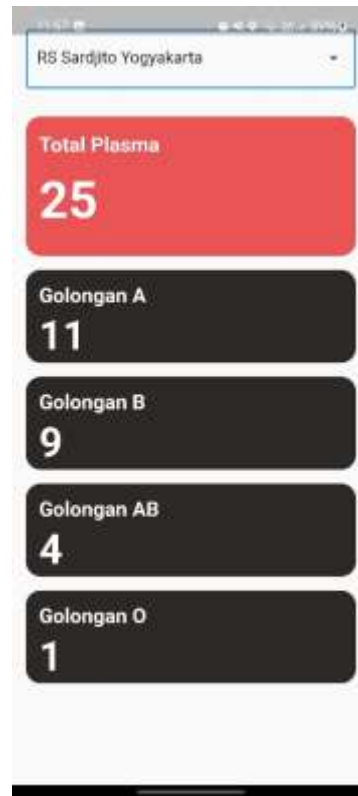 RS Sardjito Yogyakarta
Total Plasma
25
Golongan A
11
Golongan B
9
Golongan AB
4
Golongan O
1